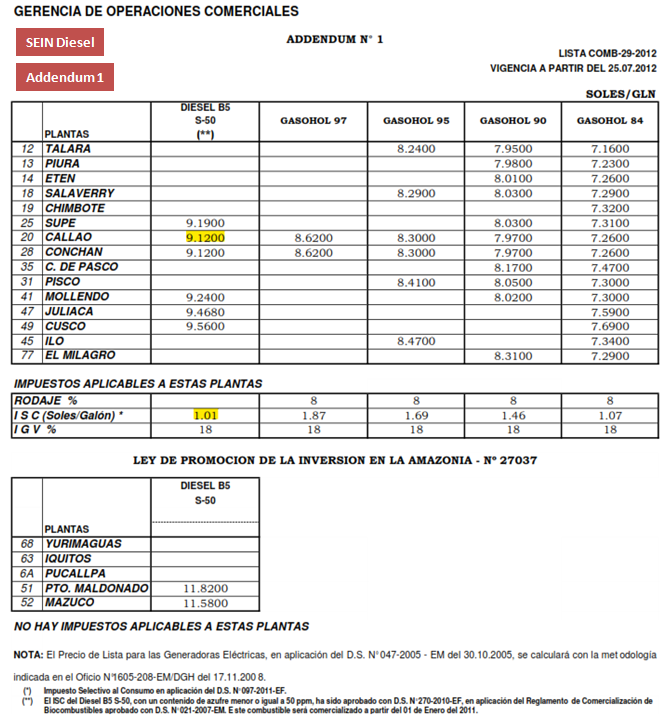 GERENCIA DE OPERACIONES COMERCIALES
SEIN Diesel
ADDENDUM N° 1
LISTA COMB-29-2012
Addendum 1
VIGENCIA A PARTIR DEL 25.07.2012
SOLES/GLN
PLANTAS DIESEL B5 S-50 (**) GASOHOL 97 GASOHOL 95 GASOHOL 90 GASOHOL 84
12 TALARA 8.2400 7.9500 7.1600
13 PIURA 7.9800 7.2300
14 ETEN 8.0100 7.2600
18 SALAVERRY 8.2900 8.0300 7.2900
19 CHIMBOTE 7.3200
25 SUPE 9.1900 8.0300 7.3100
20 CALLAO 9.1200 8.6200 8.3000 7.9700 7.2600
28 CONCHAN 9.1200 8.6200 8.3000 7.9700 7.2600
35 C. DE PASCO 8.1700 7.4700
31 PISCO 8.4100 8.0500 7.3000
41 MOLLENDO 9.2400 8.0200 7.3000
47 JULIACA 9.4680 7.5900
49 CUSCO 9.5600 7.6900
45 ILO 8.4700 7.3400
77 EL MILAGRO 8.3100 7.2900
IMPUESTOS APLICABLES A ESTAS PLANTAS
RODAJE % 8 8 8 8
I S C (Soles/Galón) * 1.01 1.87 1.69 1.46 1.07
I G V % 18 18 18 18 18
LEY DE PROMOCION DE LA INVERSION EN LA AMAZONIA - Nº 27037
PLANTAS DIESEL B5 S-50
68 YURIMAGUAS
63 IQUITOS
6A PUCALLPA
51 PTO. MALDONADO 11.8200
52 MAZUCO 11.5800
NO HAY IMPUESTOS APLICABLES A ESTAS PLANTAS
NOTA: El Precio de Lista para las Generadoras Eléctricas, en aplicación del D.S. N°047-2005 - EM del 30.10.2005, se calculará con la metodología
indicada en el Oficio N°1605-208-EM/DGH del 17.11.200 8.
(*) Impuesto Selectivo al Consumo en aplicación del D.S. N°097-2011-EF.
(**) El ISC del Diesel B5 S-50, con un contenido de azufre menor o igual a 50 ppm, ha sido aprobado con D.S. N°270-2010-EF, en aplicación del Reglamento de Comercialización de
Biocombustibles aprobado con D.S. N°021-2007-EM. Este combustible será comercializado a partir del 01 de Enero del 2011.